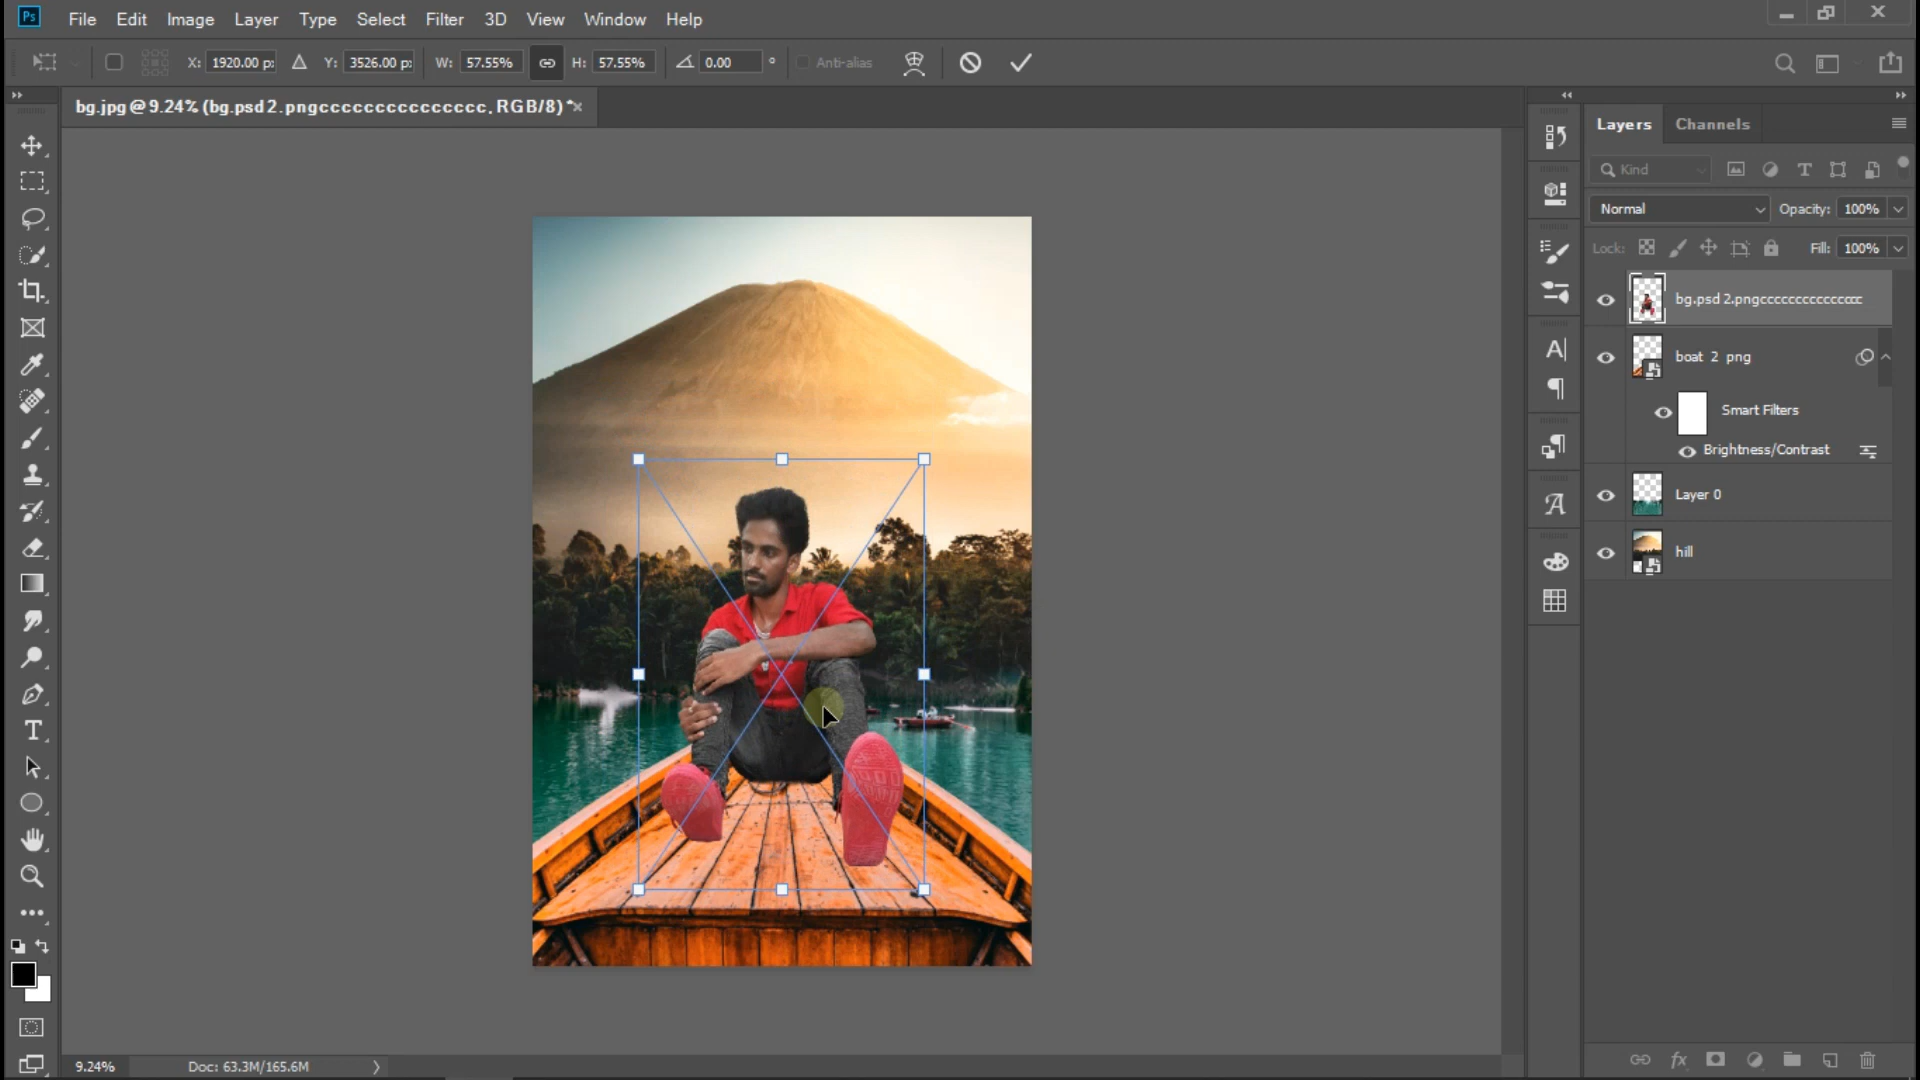 Ps File Edit Image Layer Type Select Filter 3D View Window Help
X: 1920.00 p: Y: 3526.00 p: W: 57.55% H: 57.55% 0.00 ° Anti-alias
bg.jpg @ 9.24% (bg.psd 2.pngccccccccccccccc, RGB/8) *
Layers Channels
Kind
Normal Opacity: 100%
Lock: Fill: 100%
bg.psd 2.pngccccccccccccccc
boat 2 png
Smart Filters
Brightness/Contrast
Layer 0
hill
9.24% Doc: 63.3M/165.6M